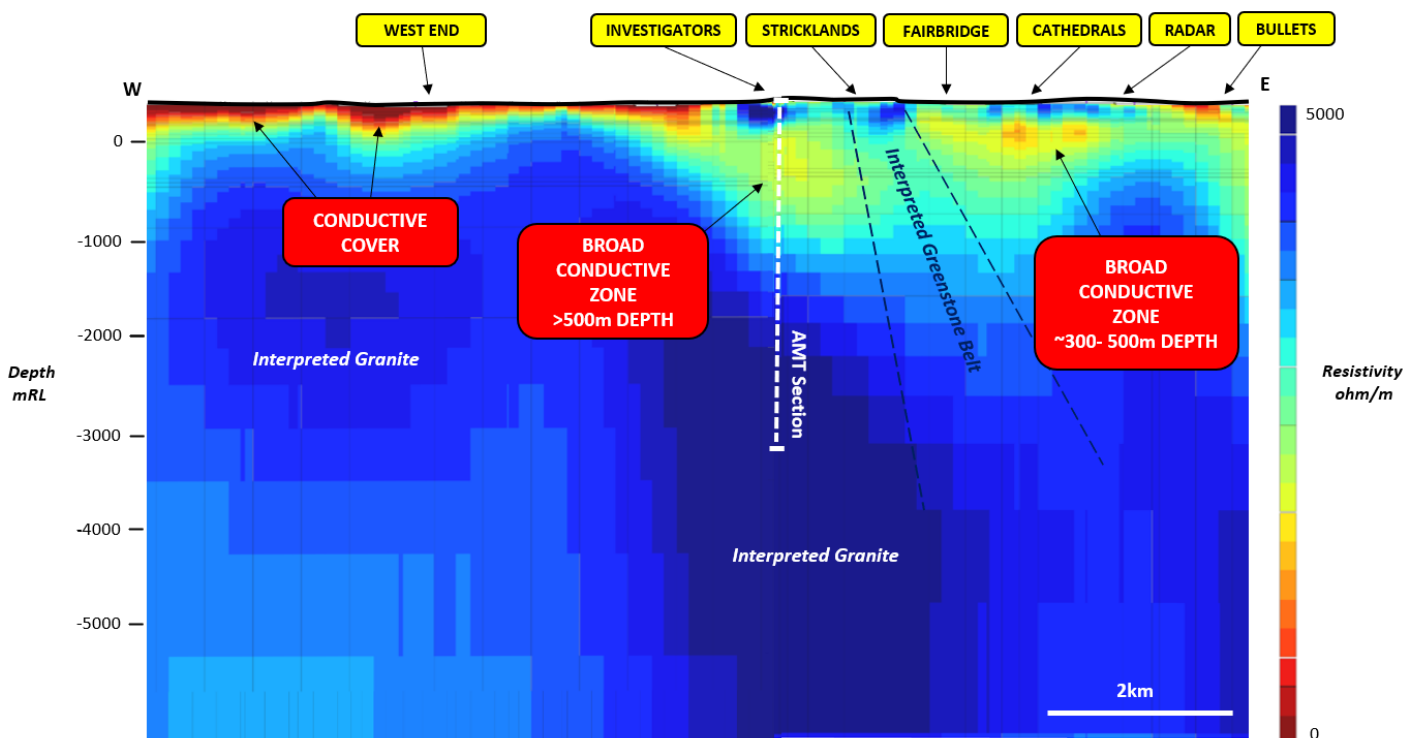 WEST END
INVESTIGATORS
STRICKLANDS
FAIRBRIDGE
CATHEDRALS
RADAR
BULLETS
W
E
5000
0
-1000
-2000
-3000
-4000
-5000
Depth
mRL
CONDUCTIVE
COVER
BROAD
CONDUCTIVE
ZONE
>500m DEPTH
Interpreted Greenstone Belt
BROAD
CONDUCTIVE
ZONE
~300- 500m DEPTH
AMT Section
Interpreted Granite
Interpreted Granite
Resistivity
ohm/m
2km
0